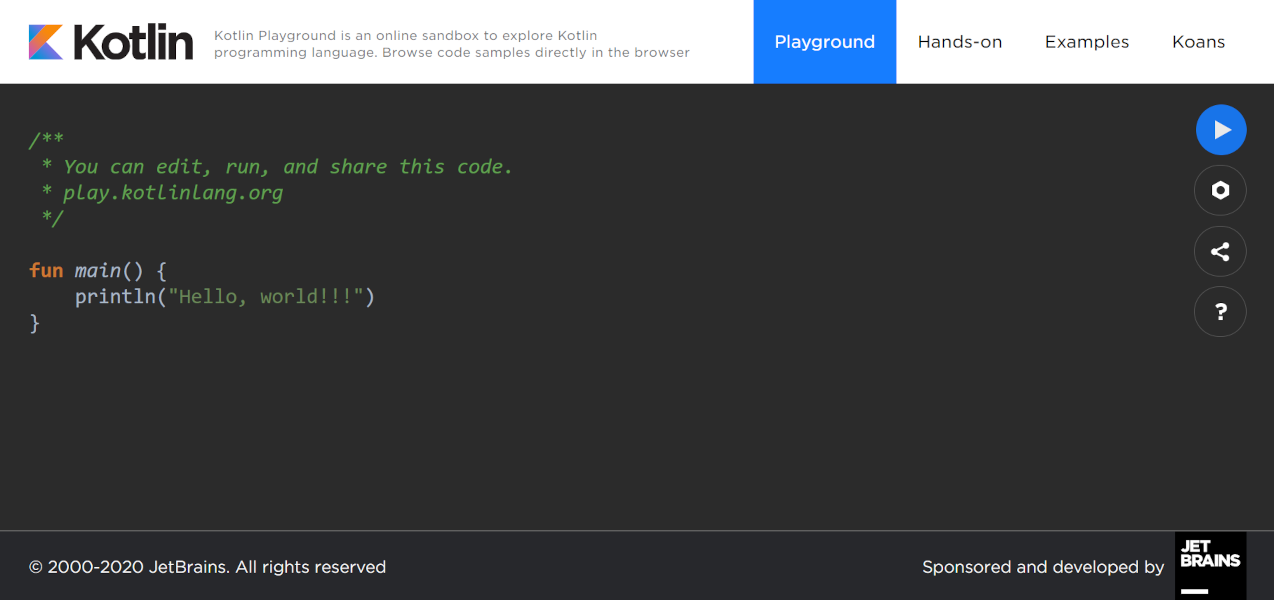 Kotlin
Kotlin Playground is an online sandbox to explore Kotlin
programming language. Browse code samples directly in the browser
Playground
Hands-on
Examples
Koans
/**
 * You can edit, run, and share this code.
 * play.kotlinlang.org
 */
fun main() {
    println("Hello, world!!!")
}
?
© 2000-2020 JetBrains. All rights reserved
Sponsored and developed by
JET
BRAINS